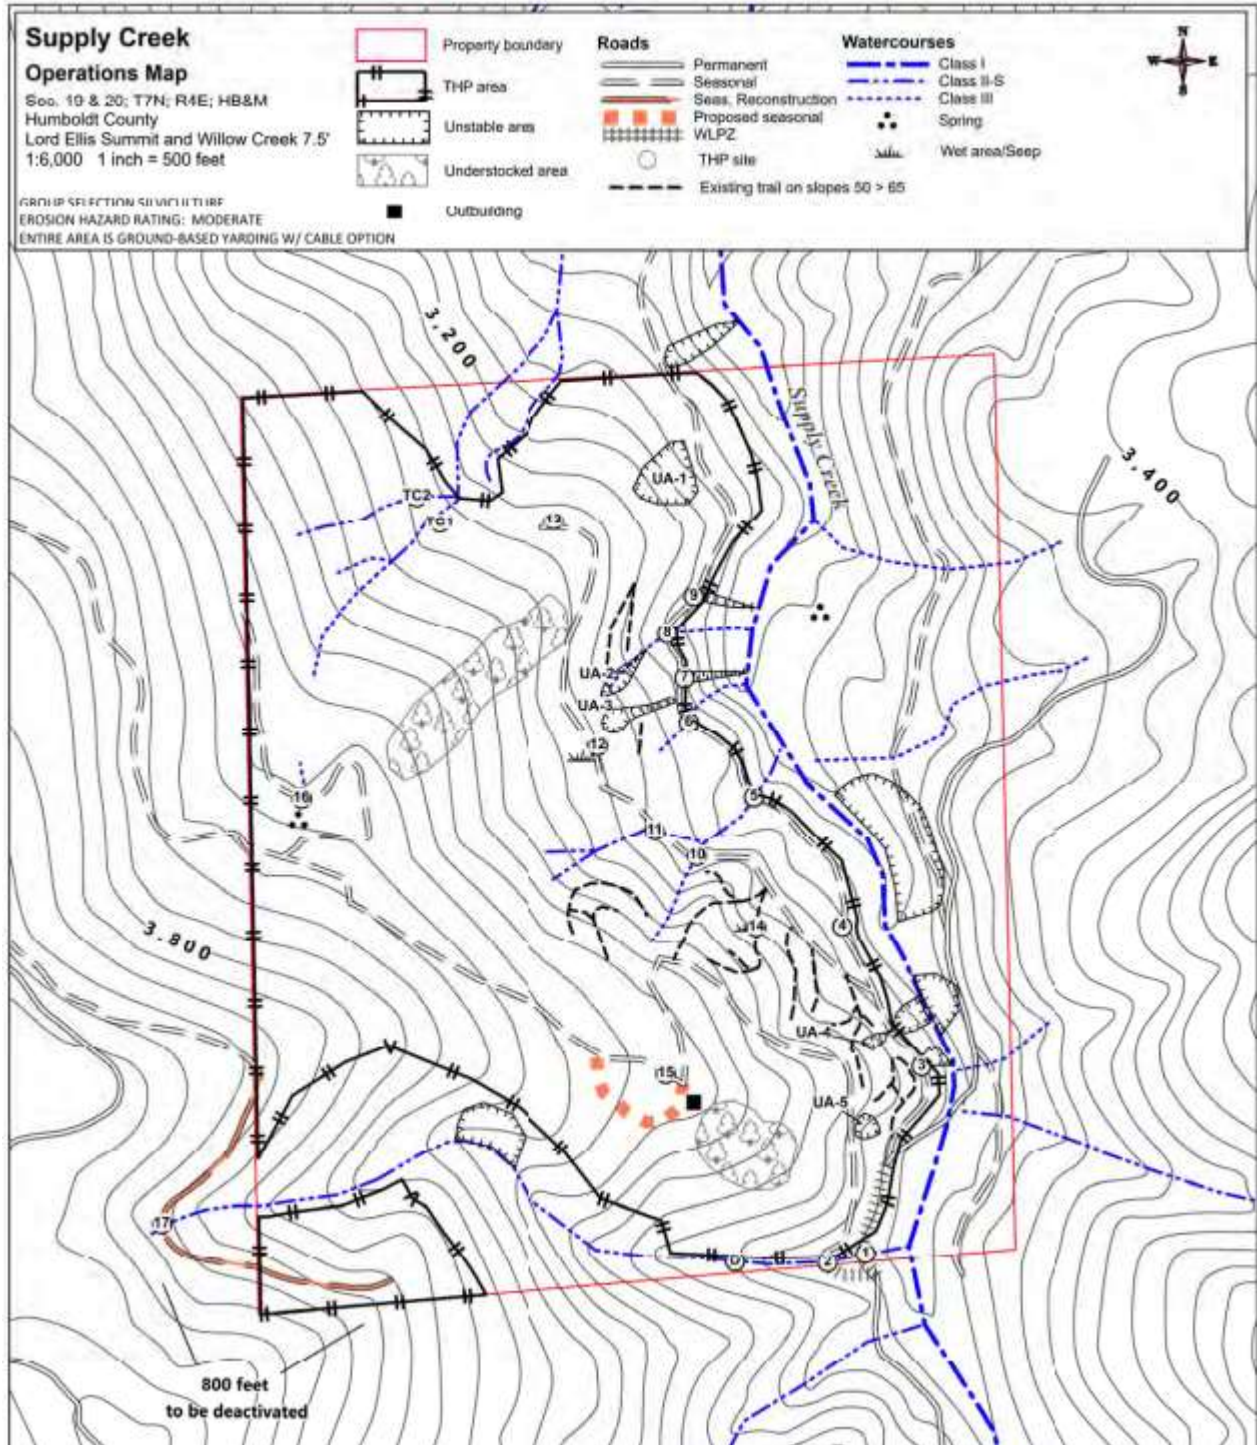 Supply Creek
Operations Map
Sec. 19 & 20; T7N; R4E; HB&M
Humboldt County
Lord Ellis Summit and Willow Creek 7.5'
1:6,000 1 inch = 500 feet
GROUP SELECTION SILVICULTURE
EROSION HAZARD RATING: MODERATE
ENTIRE AREA IS GROUND-BASED YARDING W/ CABLE OPTION
Property boundary
THP area
Unstable area
Understocked area
Outbuilding
Roads
Permanent
Seasonal
Seas. Reconstruction
Proposed seasonal
WLPZ
THP site
Existing trail on slopes 50 > 65
Watercourses
Class I
Class II-S
Class III
Spring
Wet area/Seep
N
W E
S
3,200
Supply Creek
3,400
UA-1
TC2
TC1
13
9
8
UA-2
7
UA-3
6
12
16
5
11
10
14
4
3,800
UA-4
15
3
UA-5
17
D
2
1
800 feet
to be deactivated